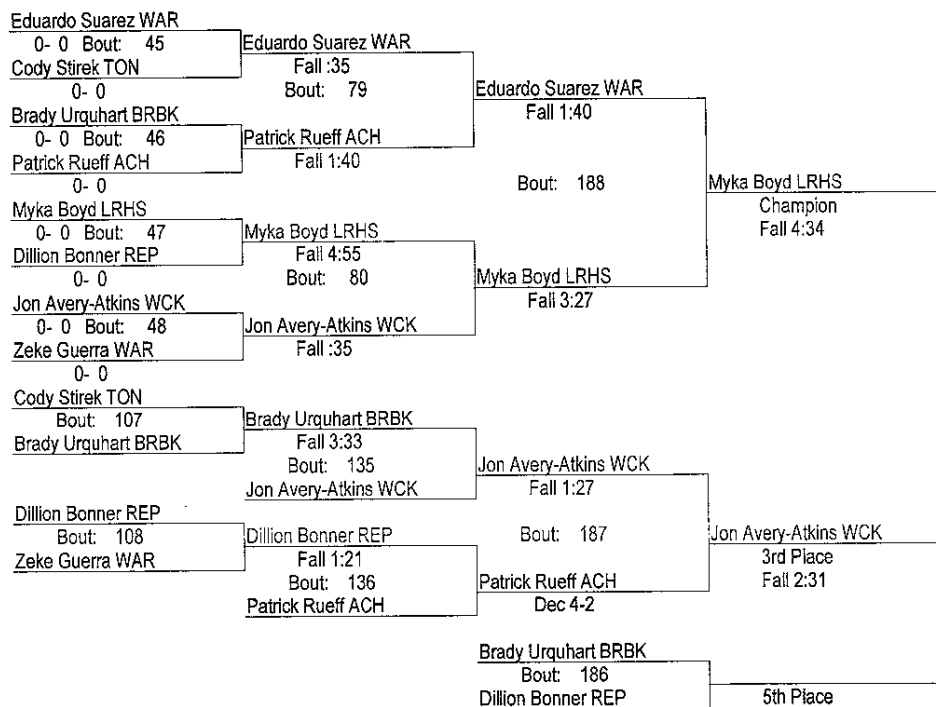 Eduardo Suarez WAR
0- 0 Bout: 45
Cody Stirek TON
0- 0
Brady Urquhart BRBK
0- 0 Bout: 46
Patrick Rueff ACH
0- 0
Myka Boyd LRHS
0- 0 Bout: 47
Dillion Bonner REP
0- 0
Jon Avery-Atkins WCK
0- 0 Bout: 48
Zeke Guerra WAR
0- 0
Eduardo Suarez WAR
Fall :35
Bout: 79
Patrick Rueff ACH
Fall 1:40
Myka Boyd LRHS
Fall 4:55
Bout: 80
Jon Avery-Atkins WCK
Fall :35
Eduardo Suarez WAR
Fall 1:40
Bout: 188
Myka Boyd LRHS
Fall 3:27
Myka Boyd LRHS
Champion
Fall 4:34
Cody Stirek TON
Bout: 107
Brady Urquhart BRBK
Dillion Bonner REP
Bout: 108
Zeke Guerra WAR
Brady Urquhart BRBK
Fall 3:33
Bout: 135
Jon Avery-Atkins WCK
Dillion Bonner REP
Fall 1:21
Bout: 136
Patrick Rueff ACH
Jon Avery-Atkins WCK
Fall 1:27
Bout: 187
Patrick Rueff ACH
Dec 4-2
Jon Avery-Atkins WCK
3rd Place
Fall 2:31
Brady Urquhart BRBK
Bout: 186
Dillion Bonner REP
5th Place